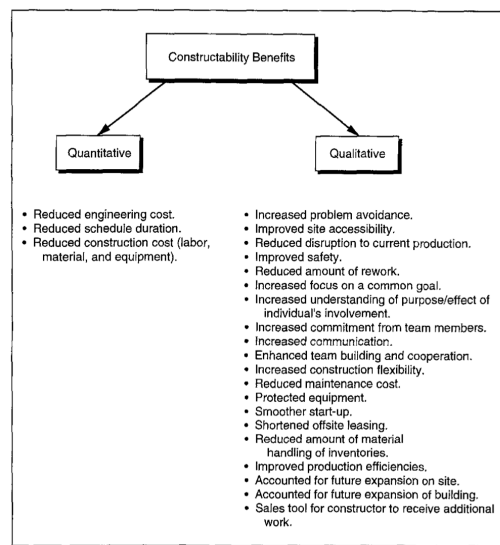 Constructability Benefits
Quantitative
Qualitative
• Reduced engineering cost.
• Reduced schedule duration.
• Reduced construction cost (labor,
material, and equipment).
• Increased problem avoidance.
• Improved site accessibility.
• Reduced disruption to current production.
• Improved safety.
• Reduced amount of rework.
• Increased focus on a common goal.
• Increased understanding of purpose/effect of
individual's involvement.
• Increased commitment from team members.
• Increased communication.
• Enhanced team building and cooperation.
• Increased construction flexibility.
• Reduced maintenance cost.
• Protected equipment.
• Smoother start-up.
• Shortened offsite leasing.
• Reduced amount of material
handling of inventories.
• Improved production efficiencies.
• Accounted for future expansion on site.
• Accounted for future expansion of building.
• Sales tool for constructor to receive additional
work.